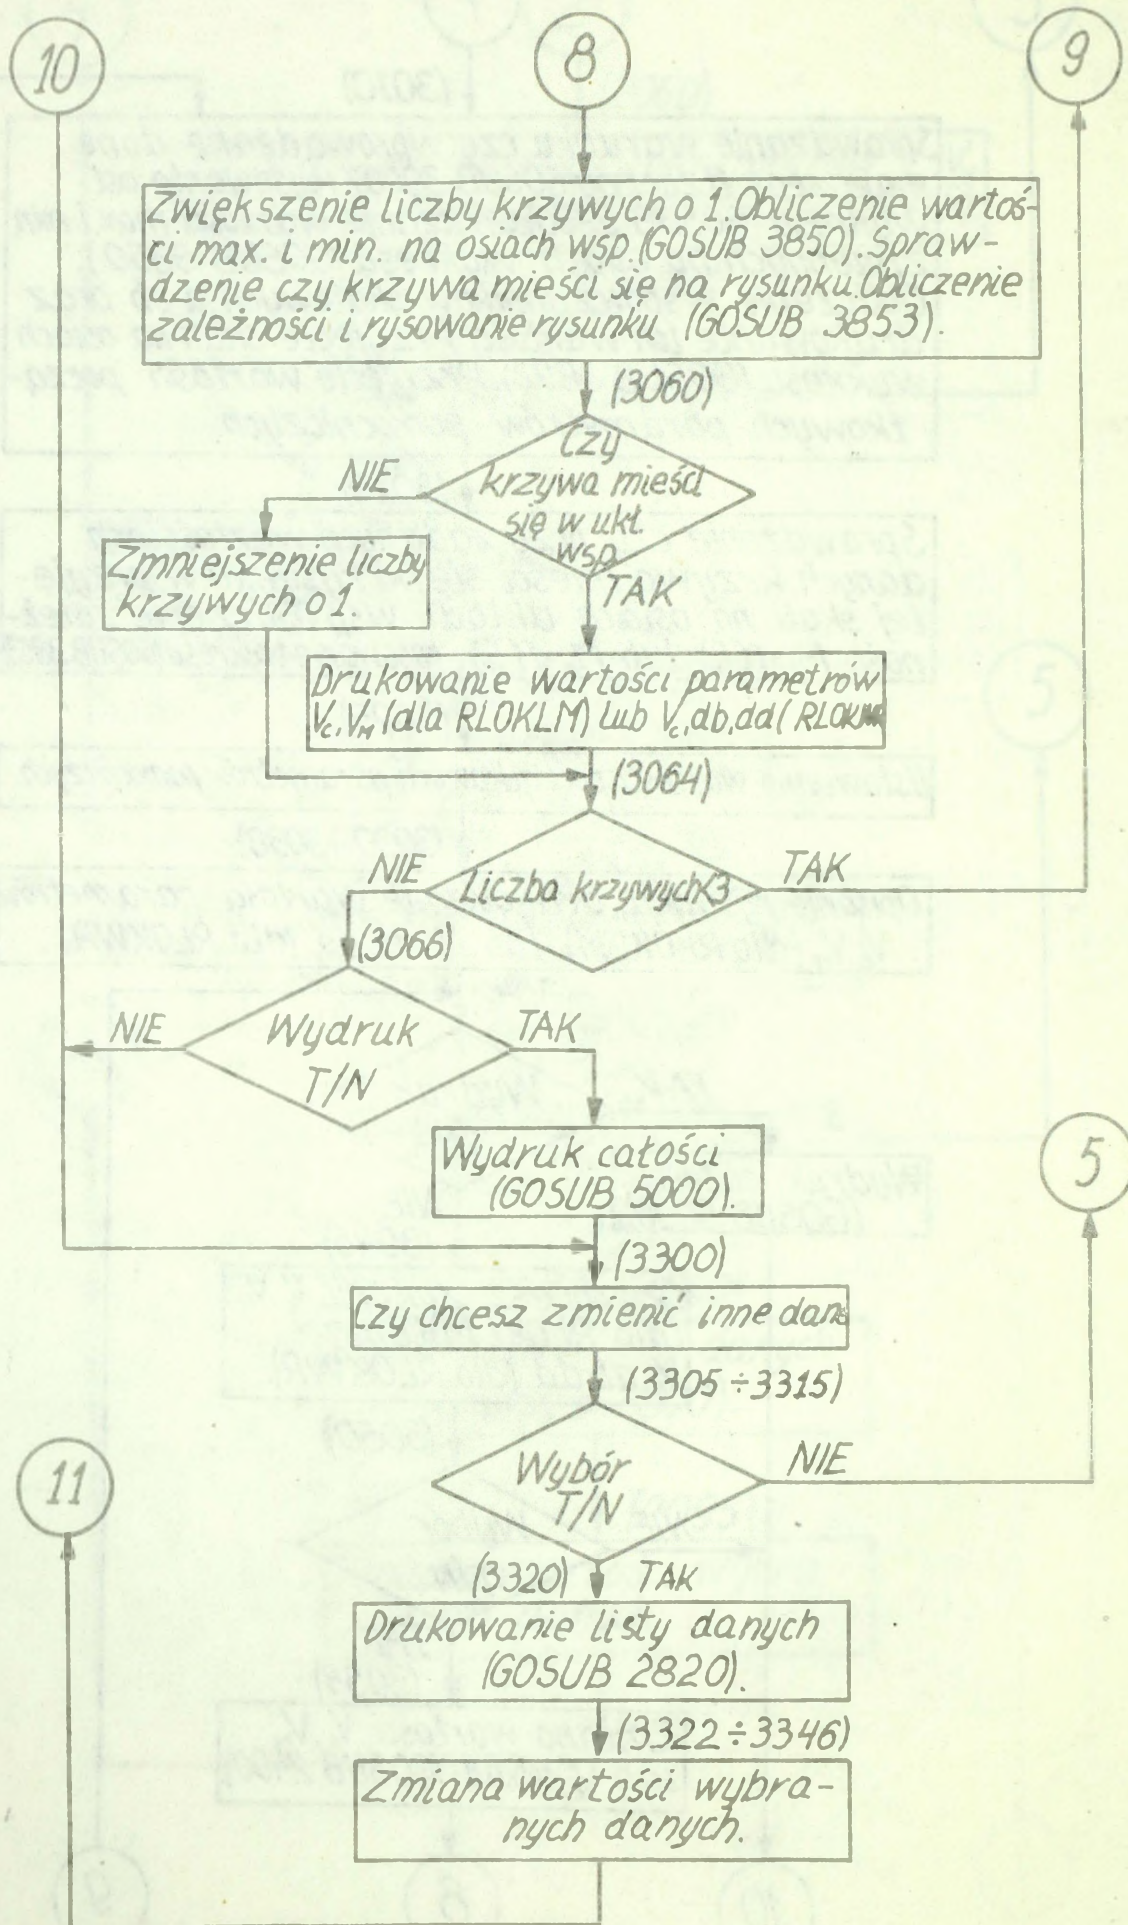 10
8
9
Zwiększenie liczby krzywych o 1. Obliczenie wartoś-
ci max. i min. na osiach wsp. (GOSUB 3850). Spraw-
dzenie czy krzywa mieści się na rysunku. Obliczenie
zależności i rysowanie rysunku (GOSUB 3853).
(3060)
Czy
krzywa mieści
się w ukł.
wsp.
NIE
TAK
Zmniejszenie liczby
krzywych o 1.
Drukowanie wartości parametrów
Vc, VM (dla RLOKLM) lub Vc, db, dd (
(3064)
Liczba krzywych<3
NIE
TAK
(3066)
Wydruk
T/N
NIE
TAK
Wydruk całości
(GOSUB 5000).
5
(3300)
Czy chcesz zmienić inne dane
(3305÷3315)
Wybór
T/N
NIE
11
(3320)
TAK
Drukowanie listy danych
(GOSUB 2820).
(3322÷3346)
Zmiana wartości wybra-
nych danych.